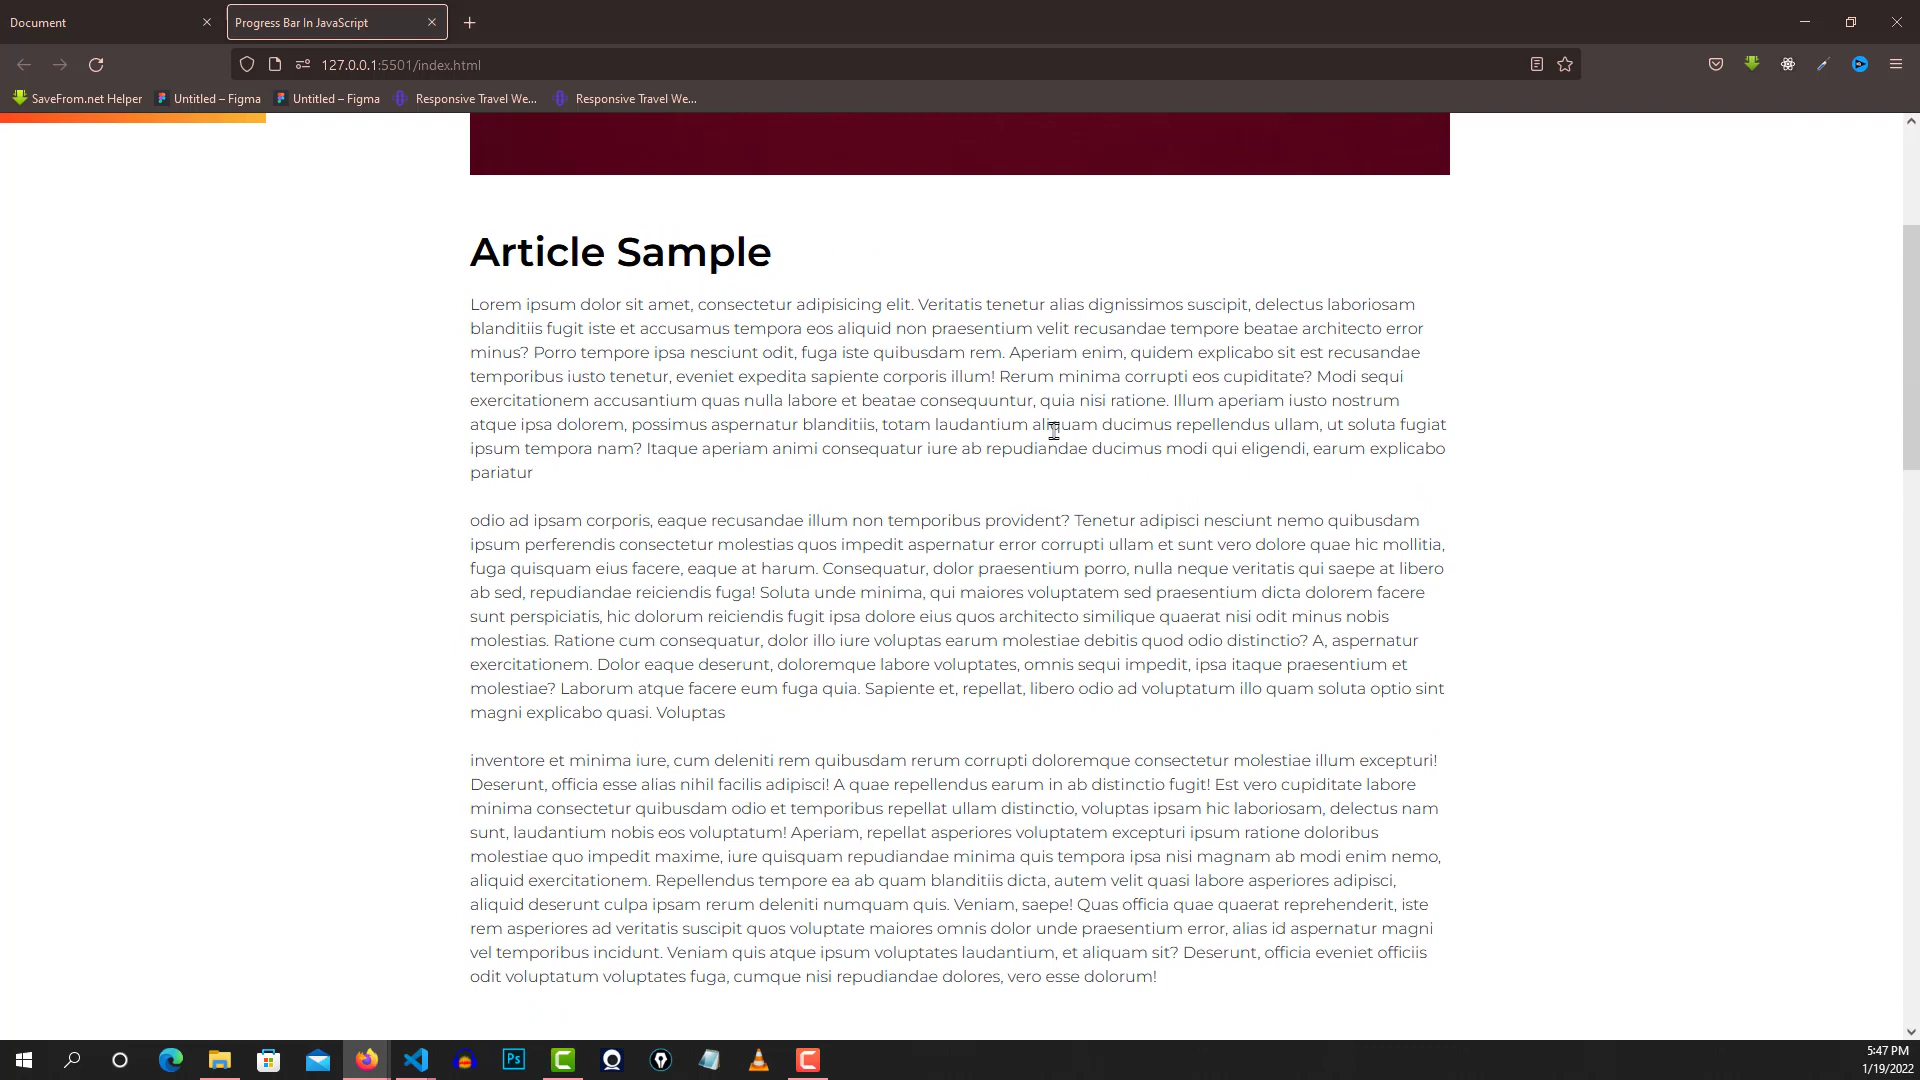 Document
Progress Bar In JavaScript
127.0.0.1:5501/index.html
SaveFrom.net Helper
Untitled – Figma
Untitled – Figma
Responsive Travel We...
Responsive Travel We...
Article Sample
Lorem ipsum dolor sit amet, consectetur adipisicing elit. Veritatis tenetur alias dignissimos suscipit, delectus laboriosam
blanditiis fugit iste et accusamus tempora eos aliquid non praesentium velit recusandae tempore beatae architecto error
minus? Porro tempore ipsa nesciunt odit, fuga iste quibusdam rem. Aperiam enim, quidem explicabo sit est recusandae
temporibus iusto tenetur, eveniet expedita sapiente corporis illum! Rerum minima corrupti eos cupiditate? Modi sequi
exercitationem accusantium quas nulla labore et beatae consequuntur, quia nisi ratione. Illum aperiam iusto nostrum
atque ipsa dolorem, possimus aspernatur blanditiis, totam laudantium aliquam ducimus repellendus ullam, ut soluta fugiat
ipsum tempora nam? Itaque aperiam animi consequatur iure ab repudiandae ducimus modi qui eligendi, earum explicabo
pariatur
odio ad ipsam corporis, eaque recusandae illum non temporibus provident? Tenetur adipisci nesciunt nemo quibusdam
ipsum perferendis consectetur molestias quos impedit aspernatur error corrupti ullam et sunt vero dolore quae hic mollitia,
fuga quisquam eius facere, eaque at harum. Consequatur, dolor praesentium porro, nulla neque veritatis qui saepe at libero
ab sed, repudiandae reiciendis fuga! Soluta unde minima, qui maiores voluptatem sed praesentium dicta dolorem facere
sunt perspiciatis, hic dolorum reiciendis fugit ipsa dolore eius quos architecto similique quaerat nisi odit minus nobis
molestias. Ratione cum consequatur, dolor illo iure voluptas earum molestiae debitis quod odio distinctio? A, aspernatur
exercitationem. Dolor eaque deserunt, doloremque labore voluptates, omnis sequi impedit, ipsa itaque praesentium et
molestiae? Laborum atque facere eum fuga quia. Sapiente et, repellat, libero odio ad voluptatum illo quam soluta optio sint
magni explicabo quasi. Voluptas
inventore et minima iure, cum deleniti rem quibusdam rerum corrupti doloremque consectetur molestiae illum excepturi!
Deserunt, officia esse alias nihil facilis adipisci! A quae repellendus earum in ab distinctio fugit! Est vero cupiditate labore
minima consectetur quibusdam odio et temporibus repellat ullam distinctio, voluptas ipsam hic laboriosam, delectus nam
sunt, laudantium nobis eos voluptatum! Aperiam, repellat asperiores voluptatem excepturi ipsum ratione doloribus
molestiae quo impedit maxime, iure quisquam repudiandae minima quis tempora ipsa nisi magnam ab modi enim nemo,
aliquid exercitationem. Repellendus tempore ea ab quam blanditiis dicta, autem velit quasi labore asperiores adipisci,
aliquid deserunt culpa ipsam rerum deleniti numquam quis. Veniam, saepe! Quas officia quae quaerat reprehenderit, iste
rem asperiores ad veritatis suscipit quos voluptate maiores omnis dolor unde praesentium error, alias id aspernatur magni
vel temporibus incidunt. Veniam quis atque ipsum voluptates laudantium, et aliquam sit? Deserunt, officia eveniet officiis
odit voluptatum voluptates fuga, cumque nisi repudiandae dolores, vero esse dolorum!
Ps
5:47 PM
1/19/2022